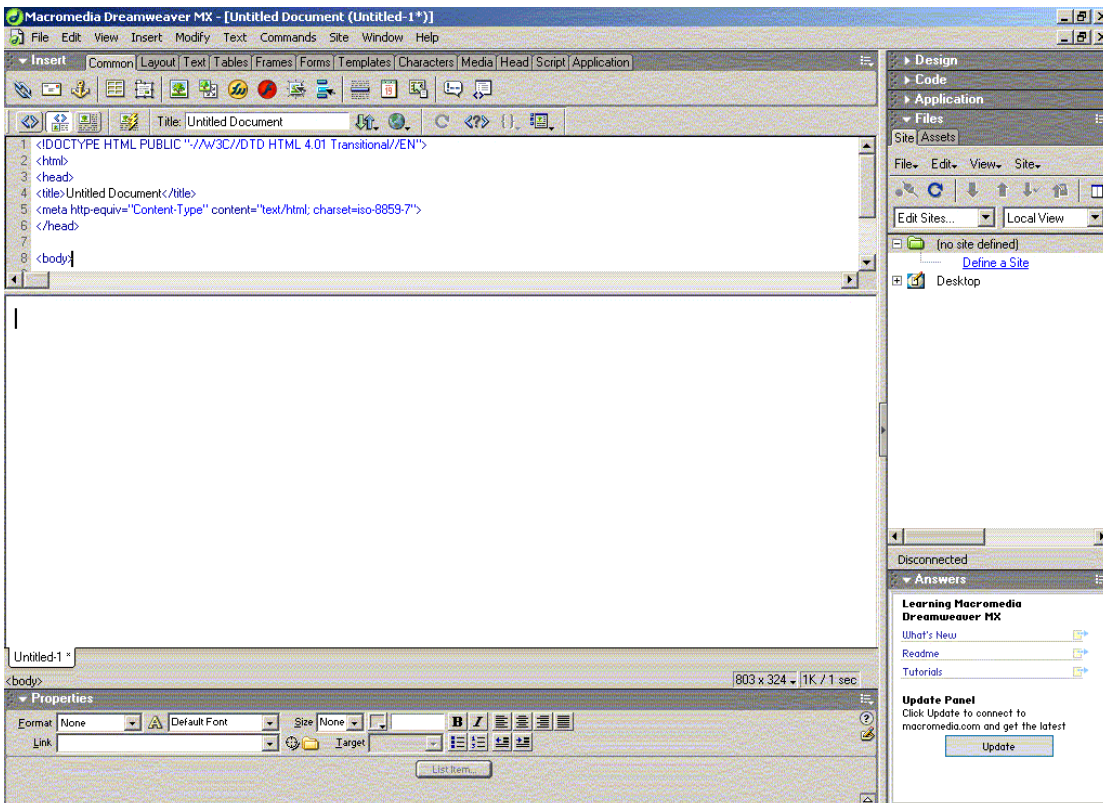 Macromedia Dreamweaver MX - [Untitled Document (Untitled-1*)]
File Edit View Insert Modify Text Commands Site Window Help
Insert Common Layout Text Tables Frames Forms Templates Characters Media Head Script Application
Title: Untitled Document
1 <!DOCTYPE HTML PUBLIC "-//W3C//DTD HTML 4.01 Transitional//EN">
2 <html>
3 <head>
4 <title>Untitled Document</title>
5 <meta http-equiv="Content-Type" content="text/html; charset=iso-8859-7">
6 </head>
7
8 <body>
Untitled-1 *
<body>
803 x 324 1K / 1 sec
Properties
Format None Default Font Size None B I
Link Target
List Item...
Design
Code
Application
Files
Site Assets
File Edit View Site
Edit Sites... Local View
(no site defined)
Define a Site
Desktop
Disconnected
Answers
Learning Macromedia
Dreamweaver MX
What's New
Readme
Tutorials
Update Panel
Click Update to connect to
macromedia.com and get the latest
Update